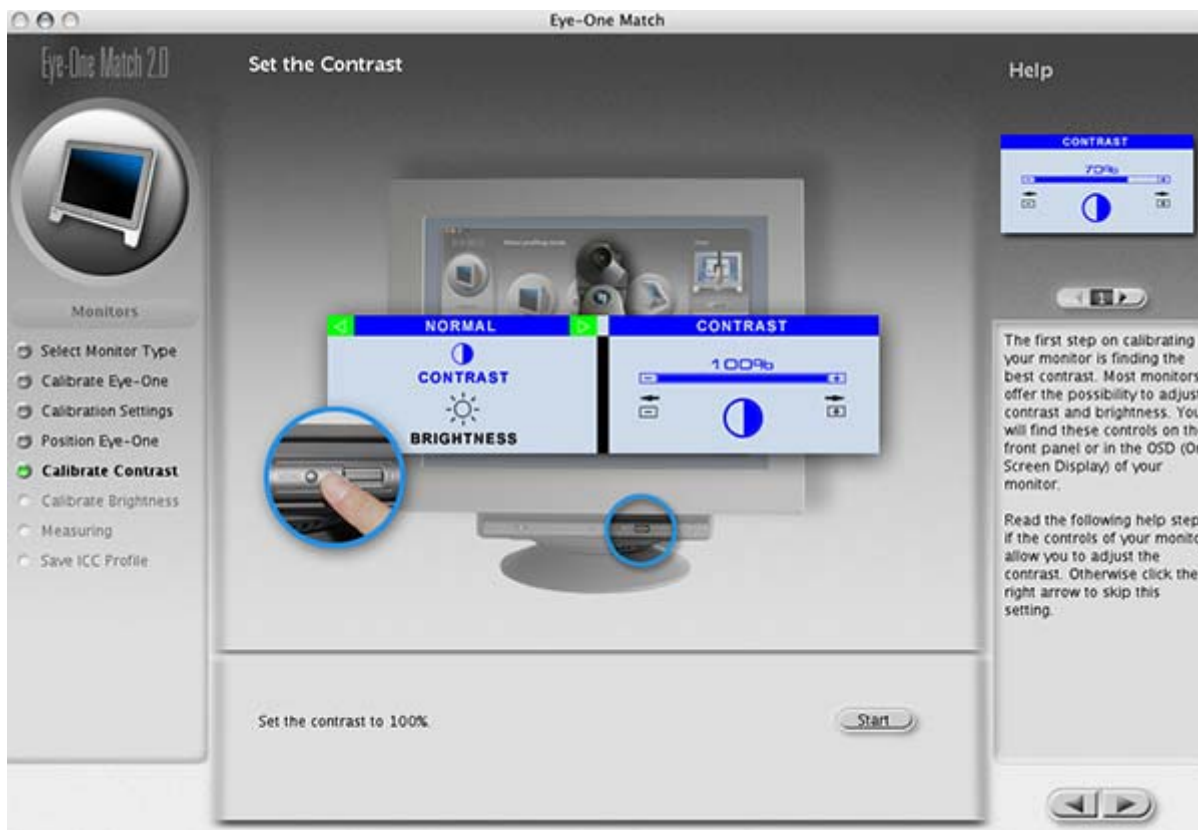 Eye-One Match
Eye-One Match 2.0
Set the Contrast
Help
Monitors
Select Monitor Type
Calibrate Eye-One
Calibration Settings
Position Eye-One
Calibrate Contrast
Calibrate Brightness
Measuring
Save ICC Profile
NORMAL
CONTRAST
BRIGHTNESS
CONTRAST
100%
Set the contrast to 100%.
Start
CONTRAST
70%
1
The first step on calibrating
your monitor is finding the
best contrast. Most monitors
offer the possibility to adjust
contrast and brightness. You
will find these controls on the
front panel or in the OSD (On
Screen Display) of your
monitor.
Read the following help step
if the controls of your monito
allow you to adjust the
contrast. Otherwise click the
right arrow to skip this
setting.